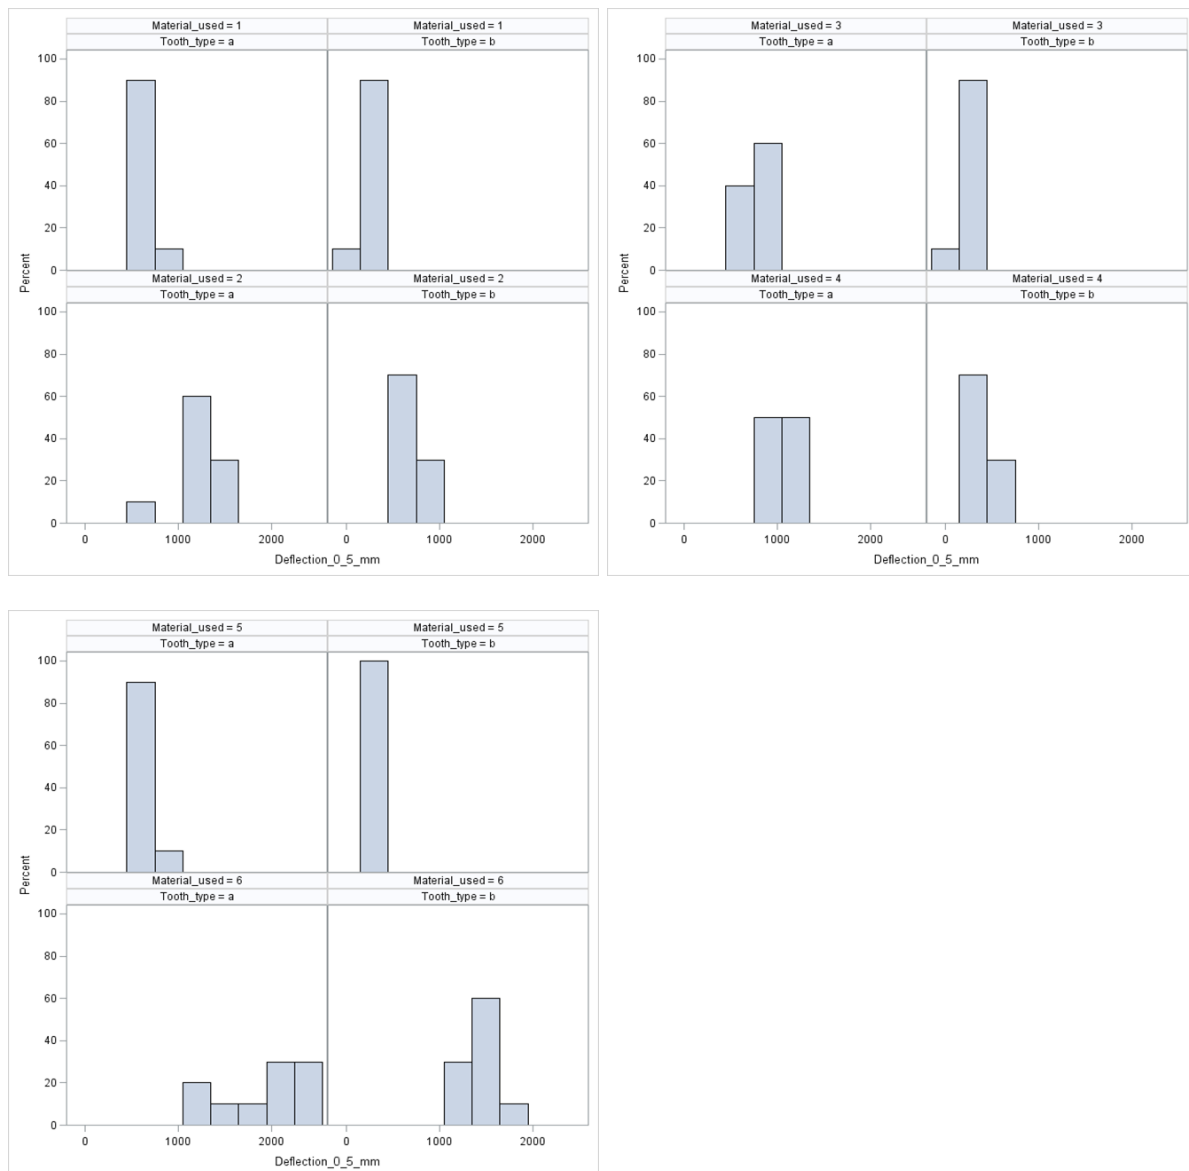 Material_used = 1 Material_used = 1
Tooth_type = a Tooth_type = b
100
80
60
40
20
0
Percent
Material_used = 2 Material_used = 2
Tooth_type = a Tooth_type = b
100
80
60
40
20
0
0 1000 2000 0 1000 2000
Deflection_0_5_mm
Material_used = 3 Material_used = 3
Tooth_type = a Tooth_type = b
100
80
60
40
20
0
Percent
Material_used = 4 Material_used = 4
Tooth_type = a Tooth_type = b
100
80
60
40
20
0
0 1000 2000 0 1000 2000
Deflection_0_5_mm
Material_used = 5 Material_used = 5
Tooth_type = a Tooth_type = b
100
80
60
40
20
0
Percent
Material_used = 6 Material_used = 6
Tooth_type = a Tooth_type = b
100
80
60
40
20
0
0 1000 2000 0 1000 2000
Deflection_0_5_mm